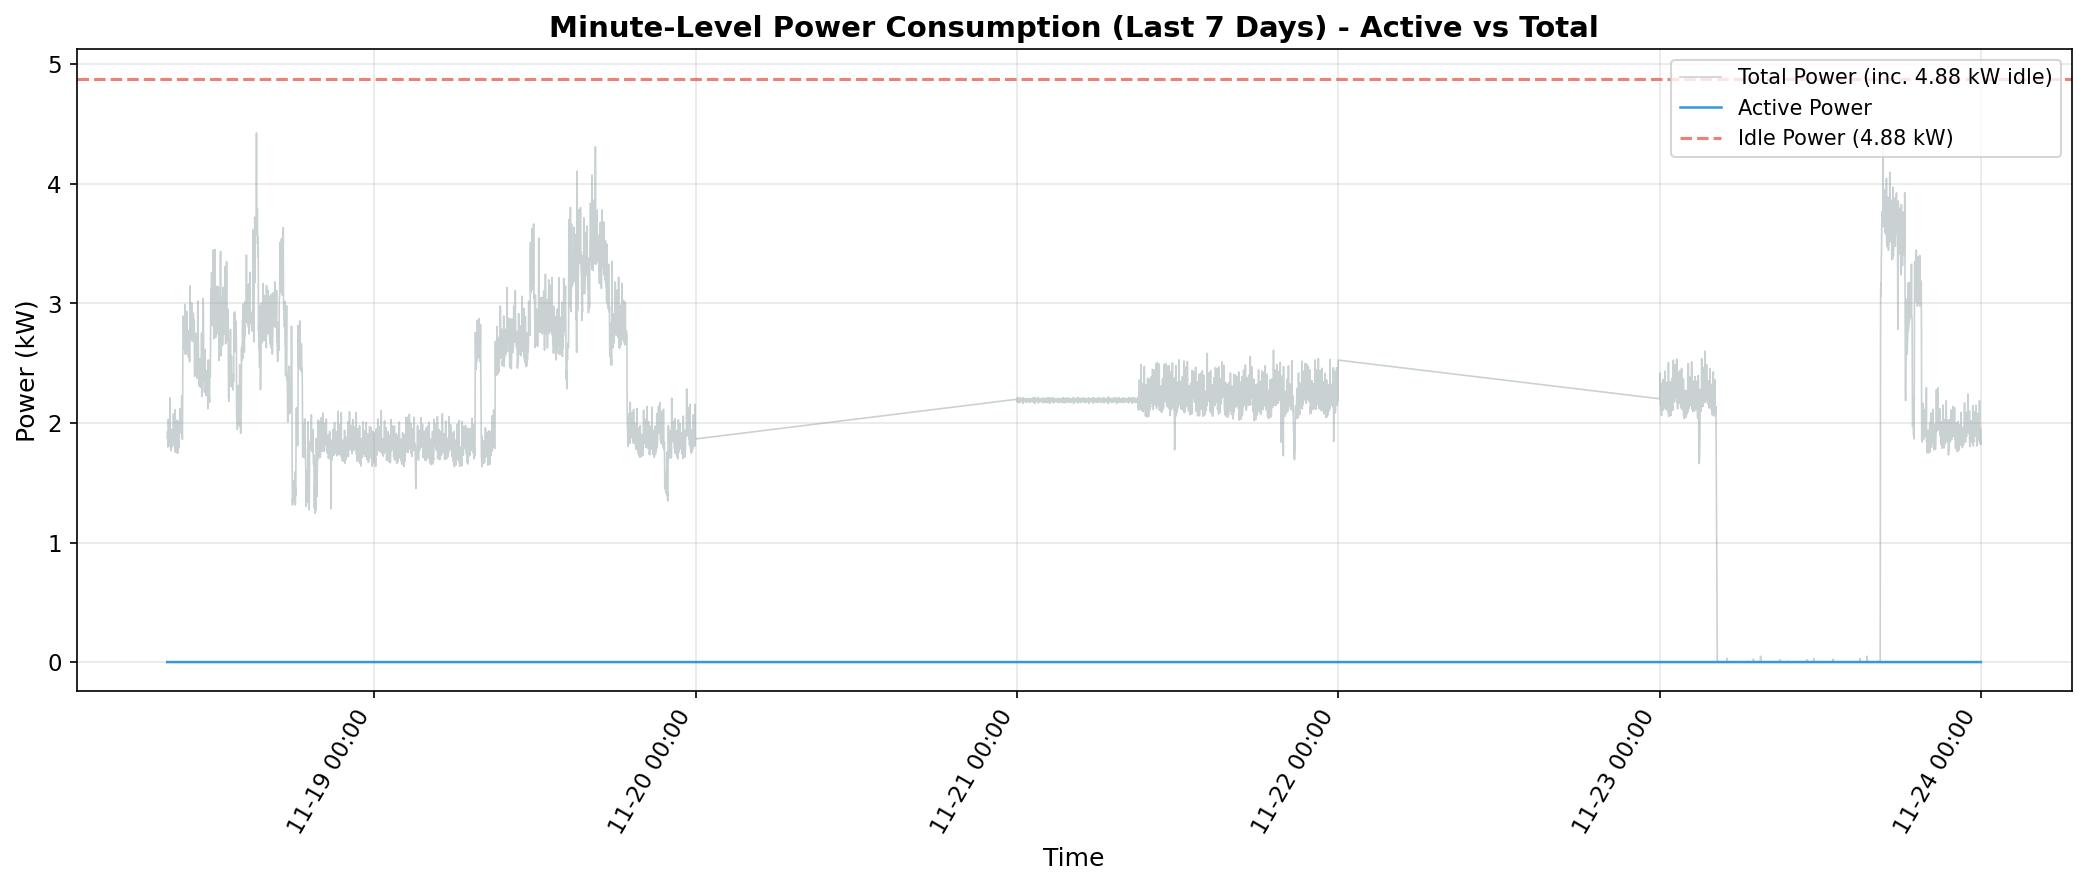 Minute-Level Power Consumption (Last 7 Days) - Active vs Total
Total Power (inc. 4.88 kW idle)
Active Power
Idle Power (4.88 kW)
Power (kW)
5
4
3
2
1
0
11-19 00:00
11-20 00:00
11-21 00:00
11-22 00:00
11-23 00:00
11-24 00:00
Time